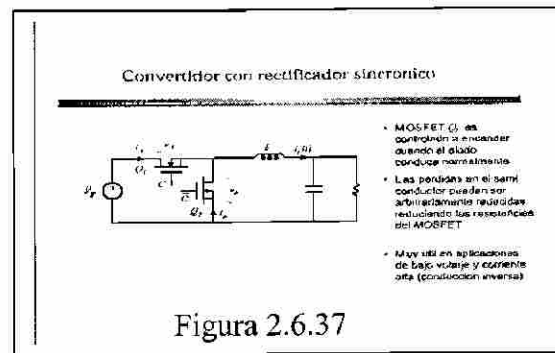 Convertidor con rectificador sincronico
• MOSFET Q₂ es
controlado a encender
cuando el diodo
conduce normalmente
• Las perdidas en el semi
conductor pueden ser
arbitrariamente reducidas
reduciendo las resistencias
del MOSFET
• Muy util en aplicaciones
de bajo voltaje y corriente
alta (conduccion inversa)
Q₁
C
L
Q₂
Figura 2.6.37